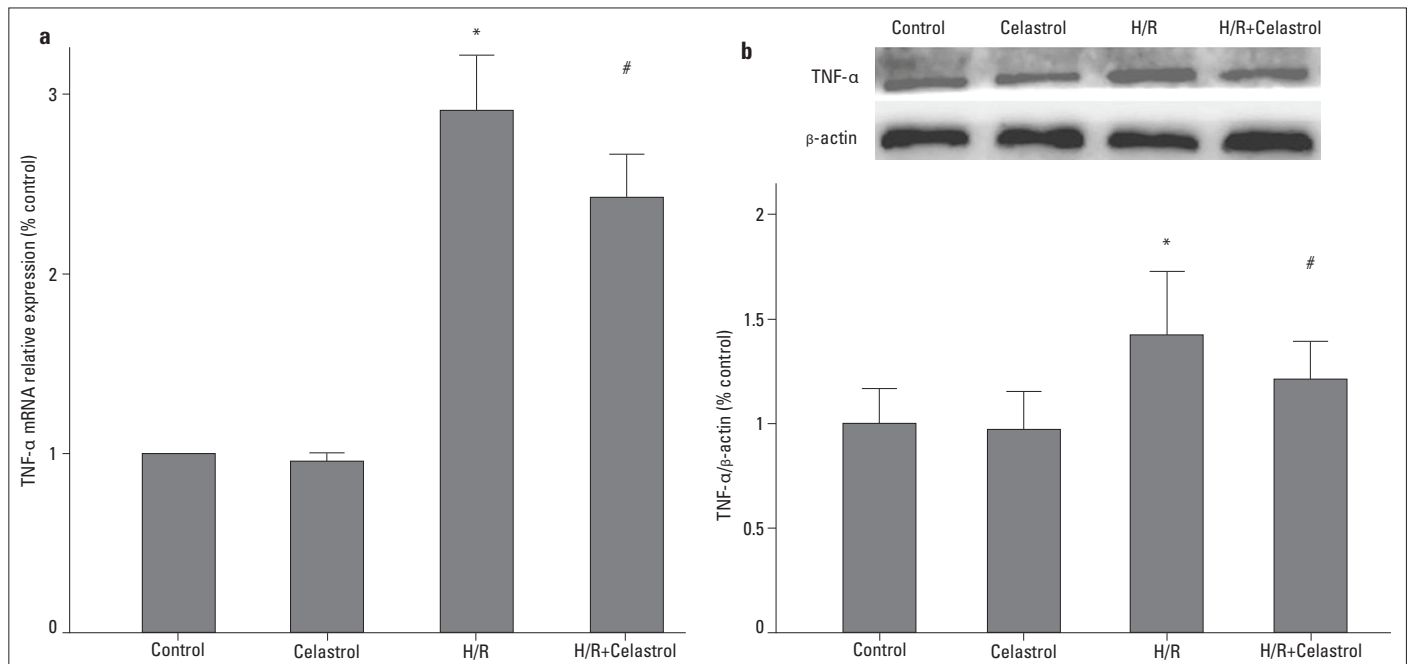 a
*
#
3
2
1
0
TNF-α mRNA relative expression (% control)
Control Celastrol H/R H/R+Celastrol
b
Control Celastrol H/R H/R+Celastrol
TNF-α
β-actin
*
#
2
1.5
1
0.5
0
TNF-α/β-actin (% control)
Control Celastrol H/R H/R+Celastrol